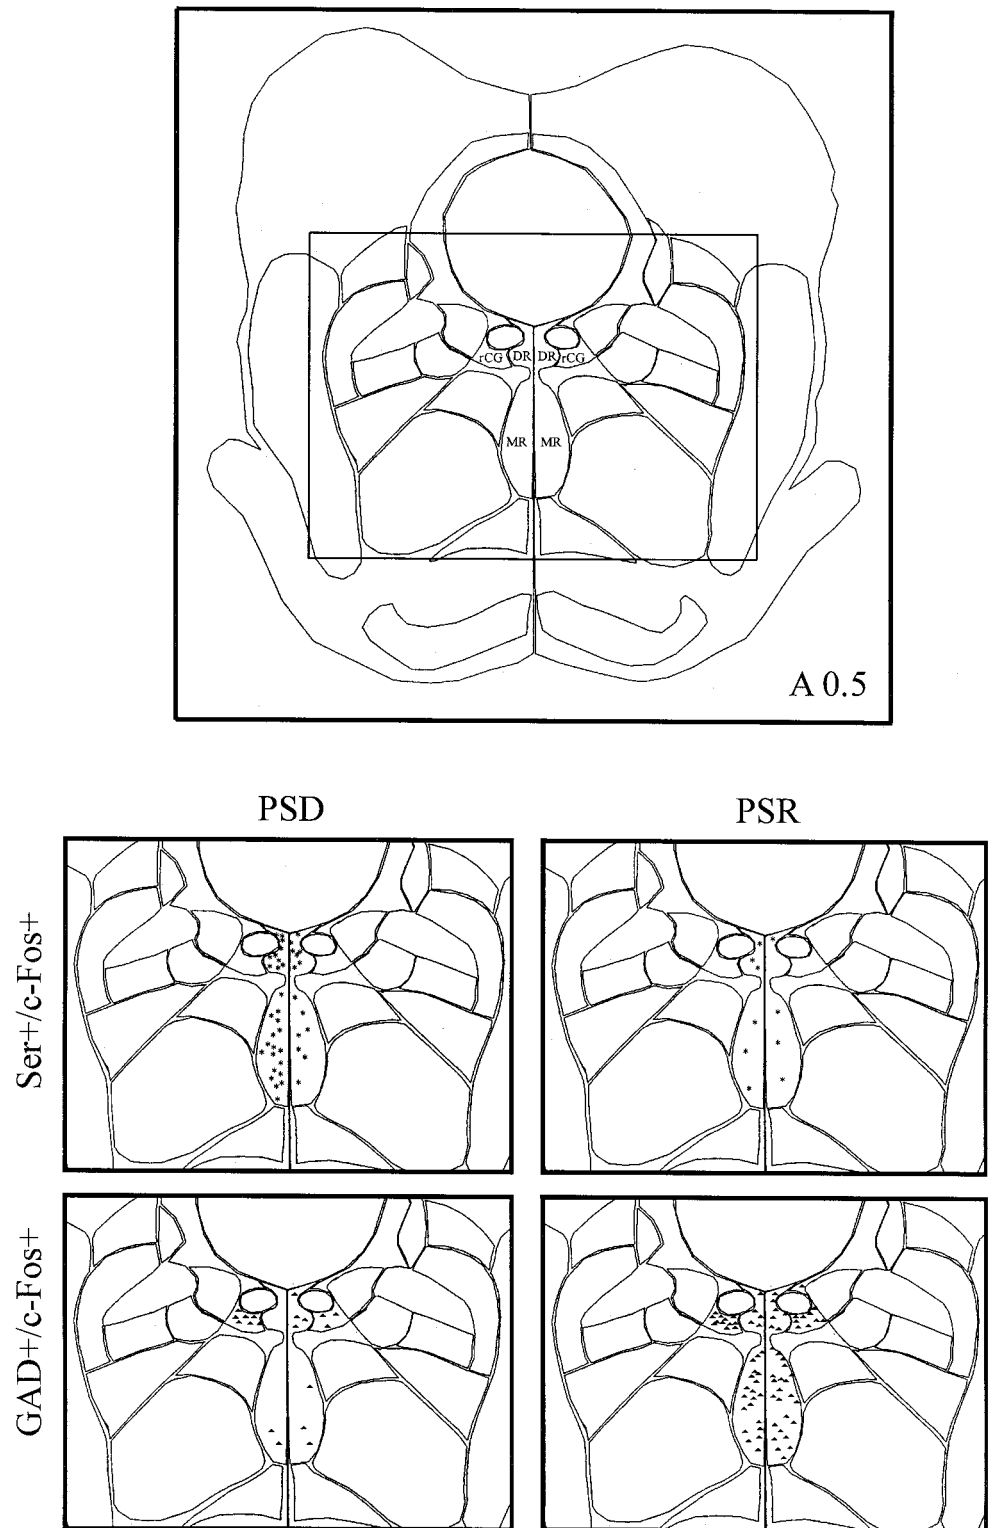 rCG DR DR rCG
MR MR
A 0.5
PSD PSR
Ser+/c-Fos+
GAD+/c-Fos+